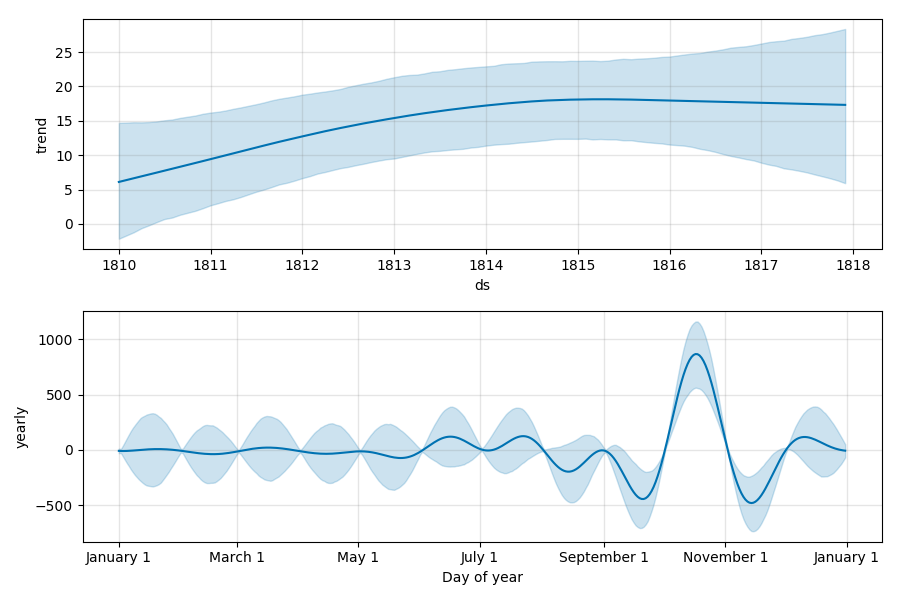 trend
25
20
15
10
5
0
1810 1811 1812 1813 1814 1815 1816 1817 1818
ds
yearly
1000
500
0
−500
January 1 March 1 May 1 July 1 September 1 November 1 January 1
Day of year